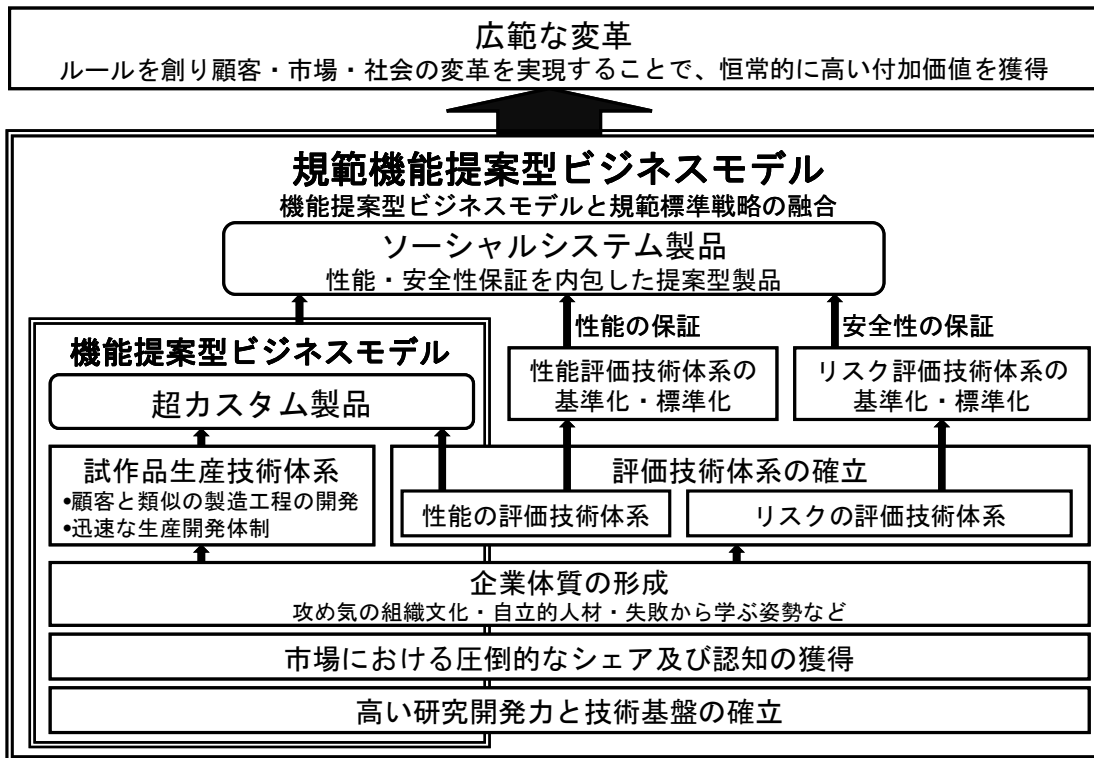 広範な変革
ルールを創り顧客・市場・社会の変革を実現することで、恒常的に高い付加価値を獲得
規範機能提案型ビジネスモデル
機能提案型ビジネスモデルと規範標準戦略の融合
ソーシャルシステム製品
性能・安全性保証を内包した提案型製品
性能の保証
安全性の保証
機能提案型ビジネスモデル
超カスタム製品
性能評価技術体系の
基準化・標準化
リスク評価技術体系の
基準化・標準化
試作品生産技術体系
•顧客と類似の製造工程の開発
•迅速な生産開発体制
評価技術体系の確立
性能の評価技術体系
リスクの評価技術体系
企業体質の形成
攻め気の組織文化・自立的人材・失敗から学ぶ姿勢など
市場における圧倒的なシェア及び認知の獲得
高い研究開発力と技術基盤の確立